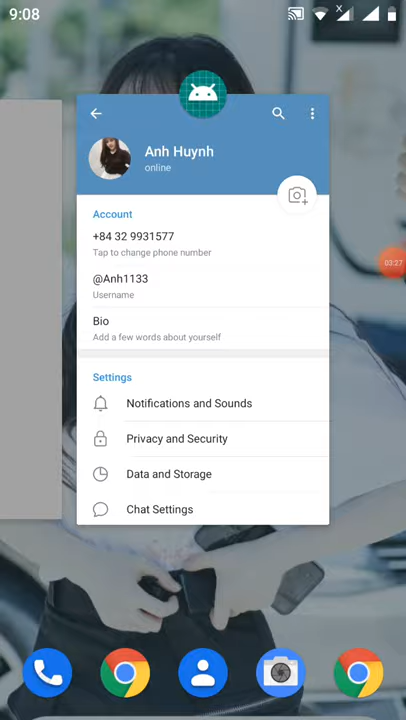 9:08
Anh Huynh
online
Account
+84 32 9931577
Tap to change phone number
@Anh1133
Username
Bio
Add a few words about yourself
Settings
Notifications and Sounds
Privacy and Security
Data and Storage
Chat Settings
03:27